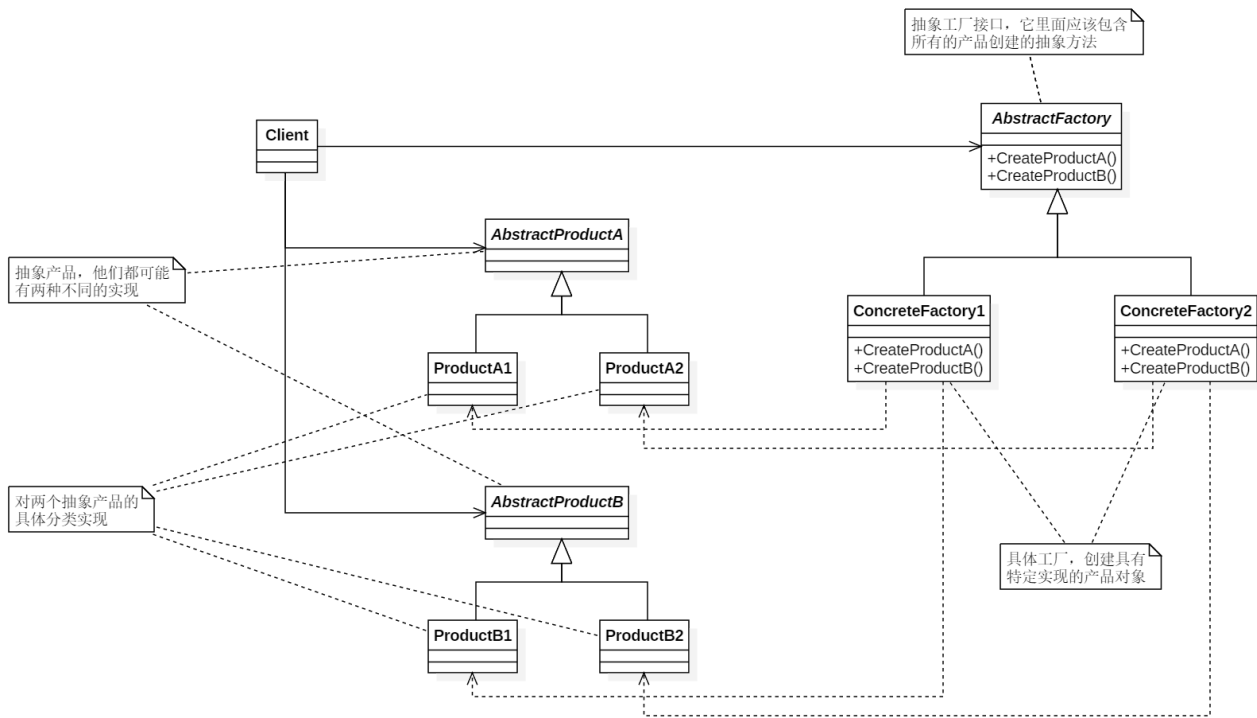 抽象工厂接口，它里面应该包含
所有的产品创建的抽象方法
AbstractFactory
+CreateProductA()
+CreateProductB()
Client
AbstractProductA
抽象产品，他们都可能
有两种不同的实现
ConcreteFactory1
+CreateProductA()
+CreateProductB()
ConcreteFactory2
+CreateProductA()
+CreateProductB()
ProductA1
ProductA2
对两个抽象产品的
具体分类实现
AbstractProductB
具体工厂，创建具有
特定实现的产品对象
ProductB1
ProductB2